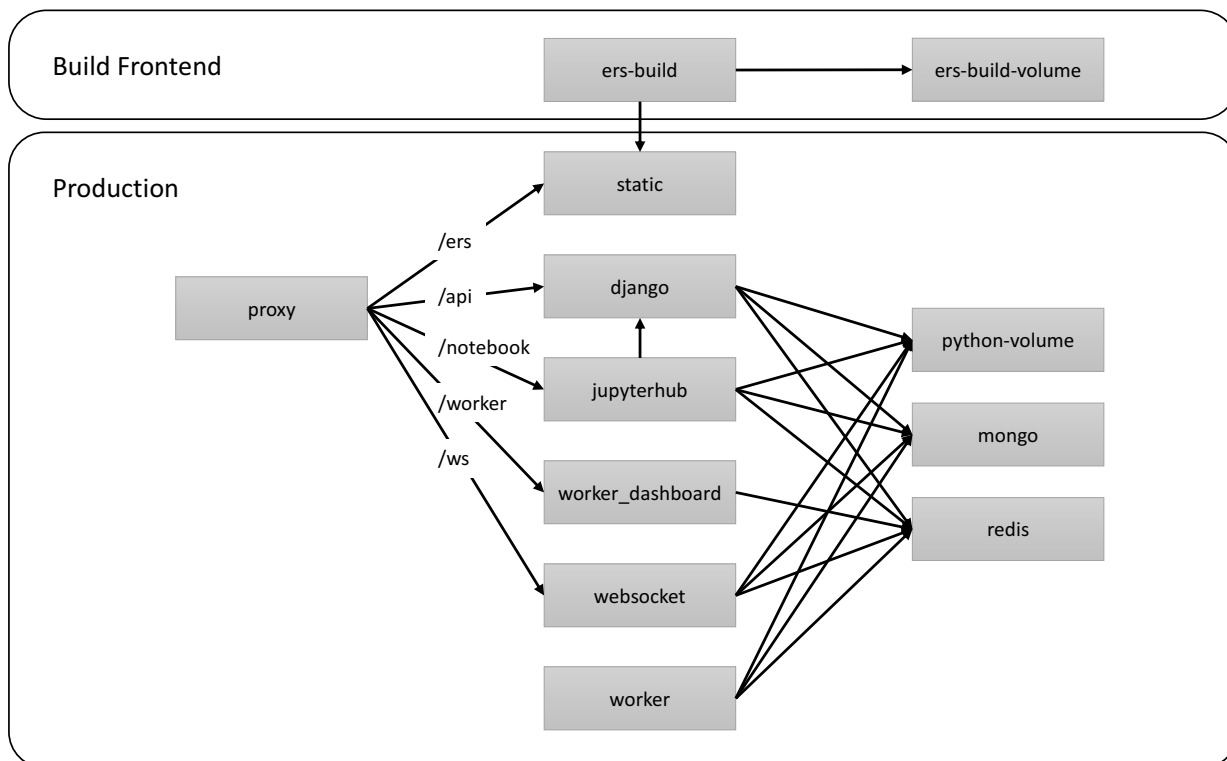 Build Frontend
ers-build
ers-build-volume
Production
static
/ers
proxy
/api
django
/notebook
python-volume
jupyterhub
/worker
mongo
/ws
worker_dashboard
redis
websocket
worker